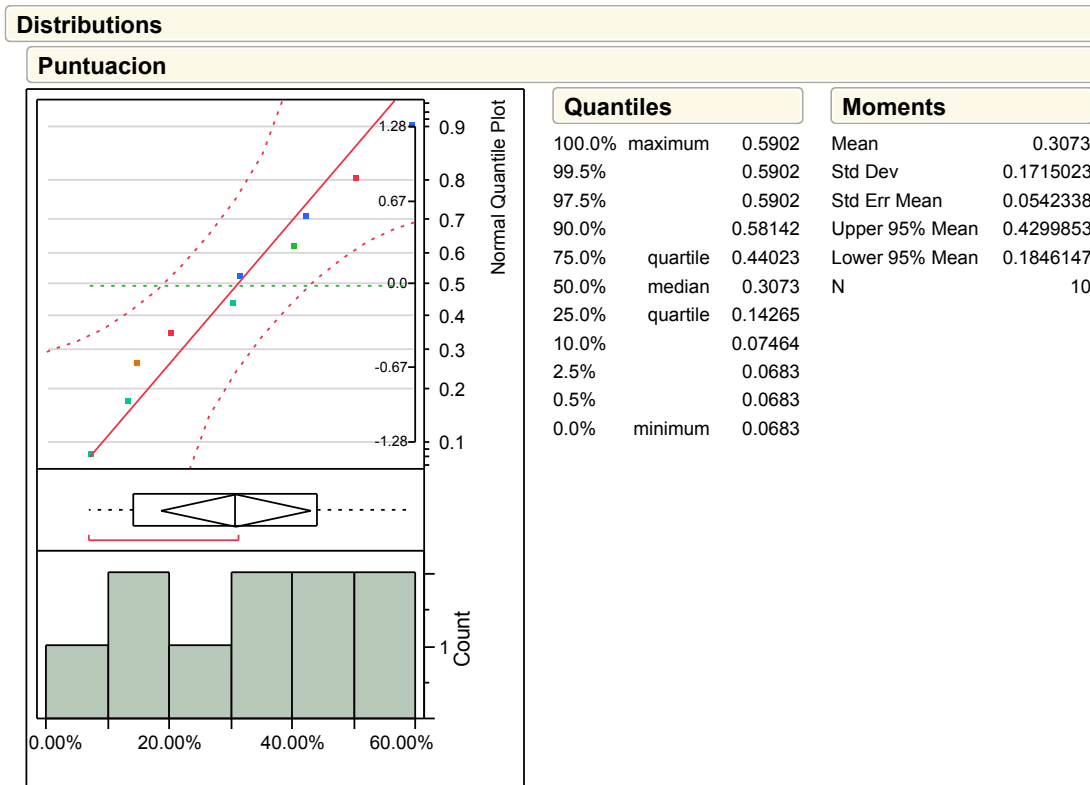 Distributions
Puntuacion
Normal Quantile Plot
1.28
0.67
0.0
-0.67
-1.28
0.9
0.8
0.7
0.6
0.5
0.4
0.3
0.2
0.1
1
Count
0.00% 20.00% 40.00% 60.00%
Quantiles
100.0% maximum 0.5902
99.5% 0.5902
97.5% 0.5902
90.0% 0.58142
75.0% quartile 0.44023
50.0% median 0.3073
25.0% quartile 0.14265
10.0% 0.07464
2.5% 0.0683
0.5% 0.0683
0.0% minimum 0.0683
Moments
Mean 0.3073
Std Dev 0.1715023
Std Err Mean 0.0542338
Upper 95% Mean 0.4299853
Lower 95% Mean 0.1846147
N 10